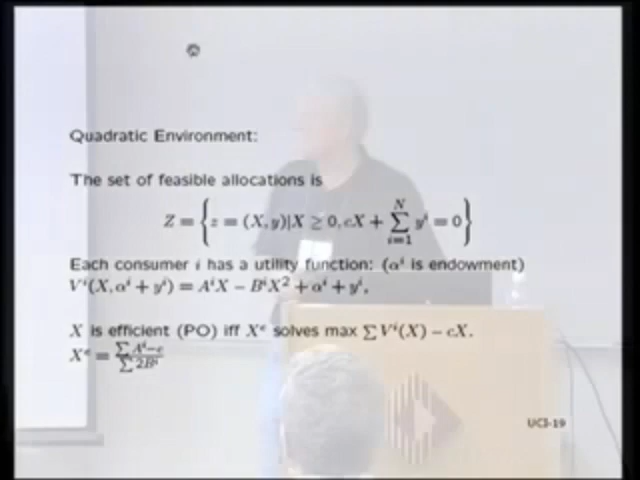 Quadratic Environment:
The set of feasible allocations is
Z = { z = (X, y)|X ≥ 0, cX + ∑_{i=1}^{N} y^i = 0 }
Each consumer i has a utility function: (α^i is endowment)
V^i(X, α^i + y^i) = A^iX − B^iX^2 + α^i + y^i,
X is efficient (PO) iff X^e solves max ∑ V^i(X) − cX.
X^e = (∑ A^i − c) / (∑ 2B^i)
UCI-19